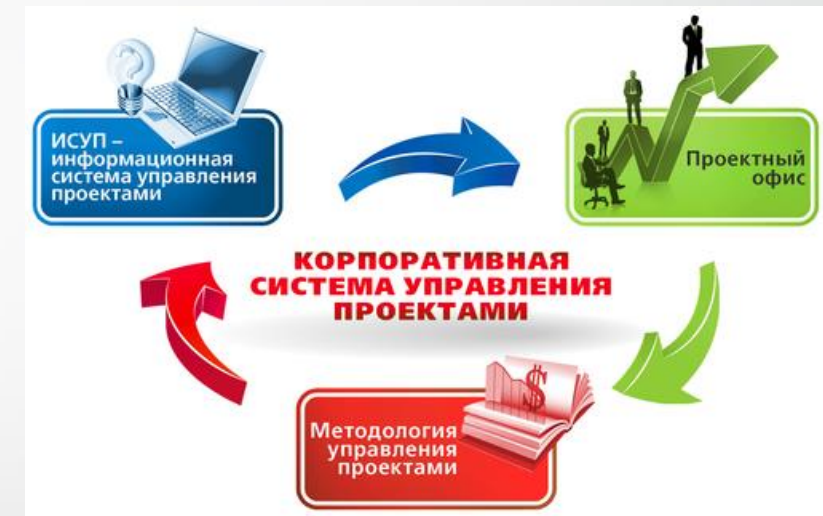 ИСУП –
информационная
система управления
проектами
Проектный
офис
КОРПОРАТИВНАЯ
СИСТЕМА УПРАВЛЕНИЯ
ПРОЕКТАМИ
Методология
управления
проектами
$